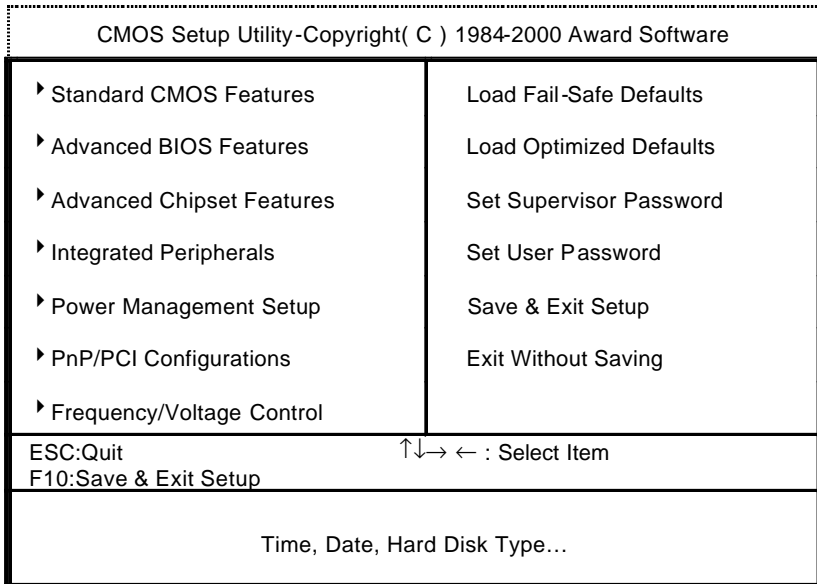 CMOS Setup Utility-Copyright( C ) 1984-2000 Award Software
Standard CMOS Features
Advanced BIOS Features
Advanced Chipset Features
Integrated Peripherals
Power Management Setup
PnP/PCI Configurations
Frequency/Voltage Control
Load Fail-Safe Defaults
Load Optimized Defaults
Set Supervisor Password
Set User Password
Save & Exit Setup
Exit Without Saving
ESC:Quit ↑↓→ ← : Select Item
F10:Save & Exit Setup
Time, Date, Hard Disk Type…